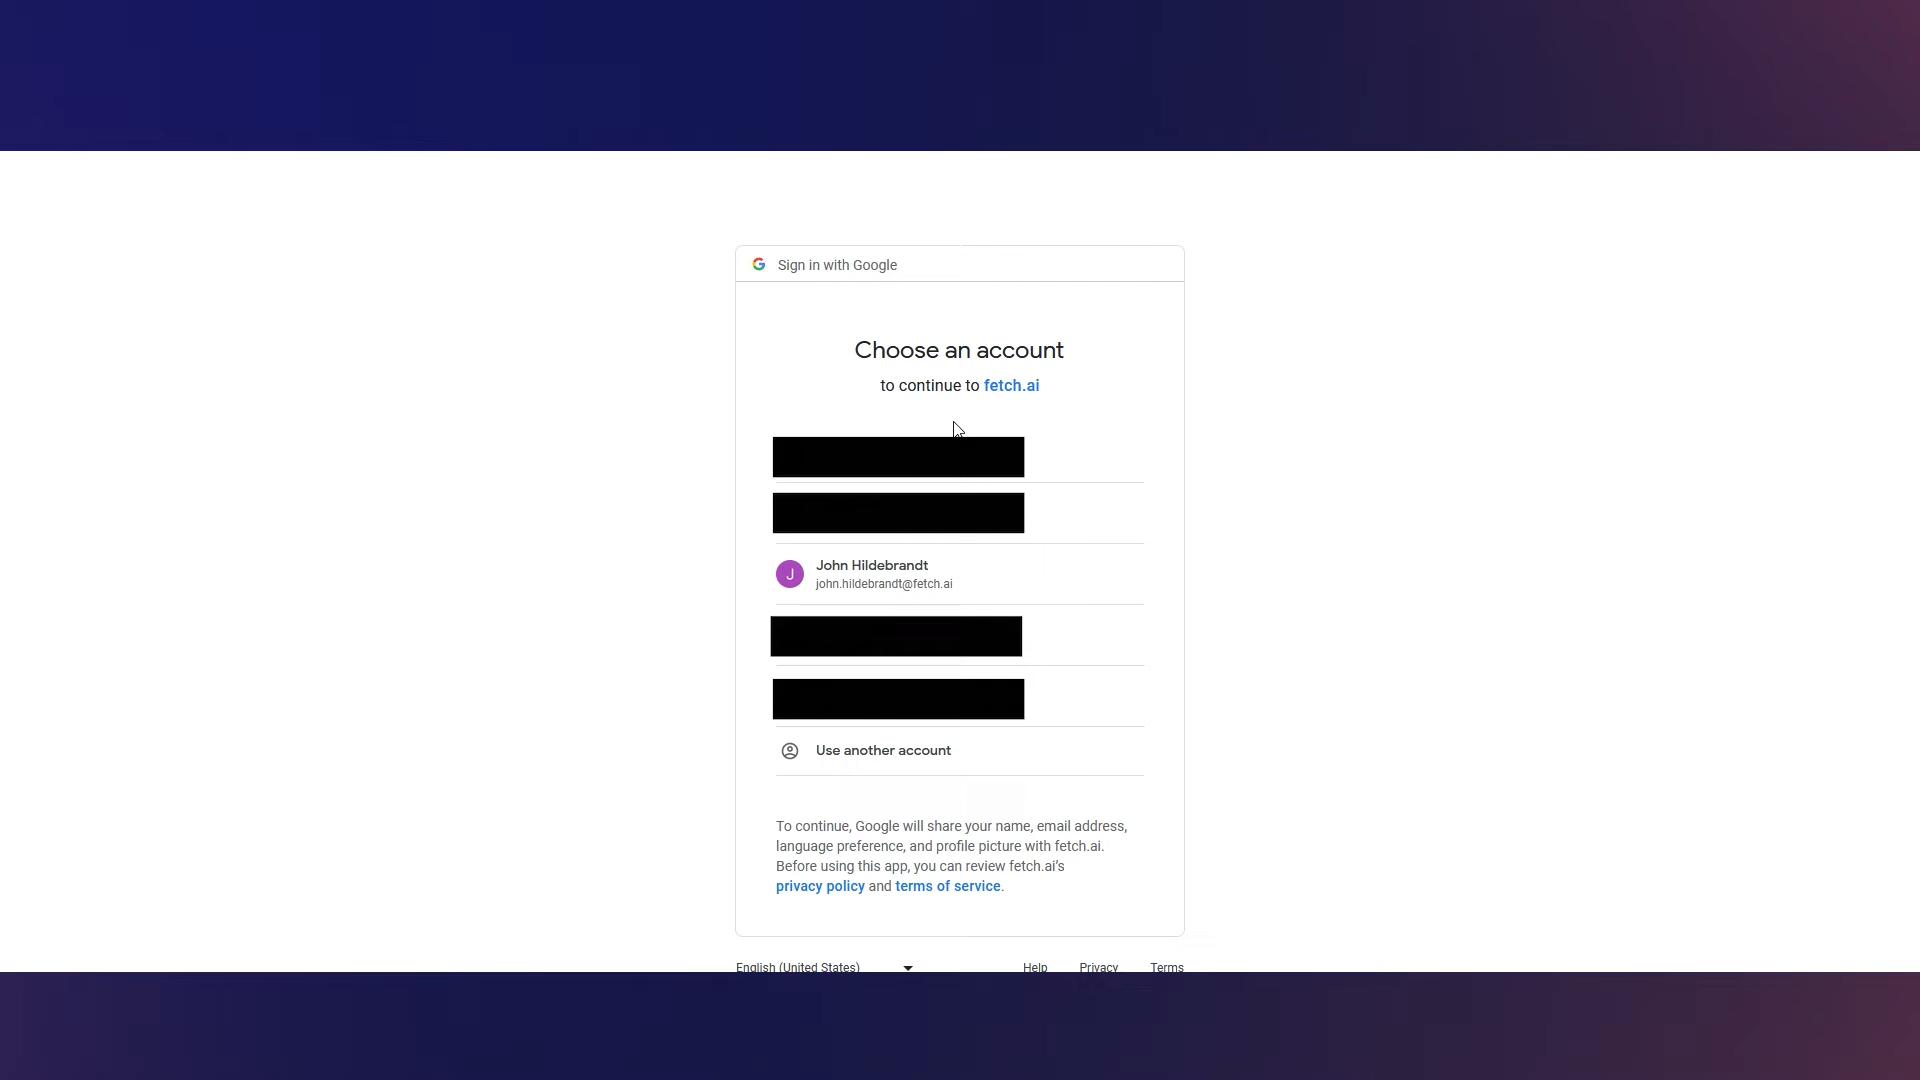 Sign in with Google
Choose an account
to continue to fetch.ai
J
John Hildebrandt
john.hildebrandt@fetch.ai
Use another account
To continue, Google will share your name, email address,
language preference, and profile picture with fetch.ai.
Before using this app, you can review fetch.ai’s
privacy policy and terms of service.
English (United States) Help Privacy Terms